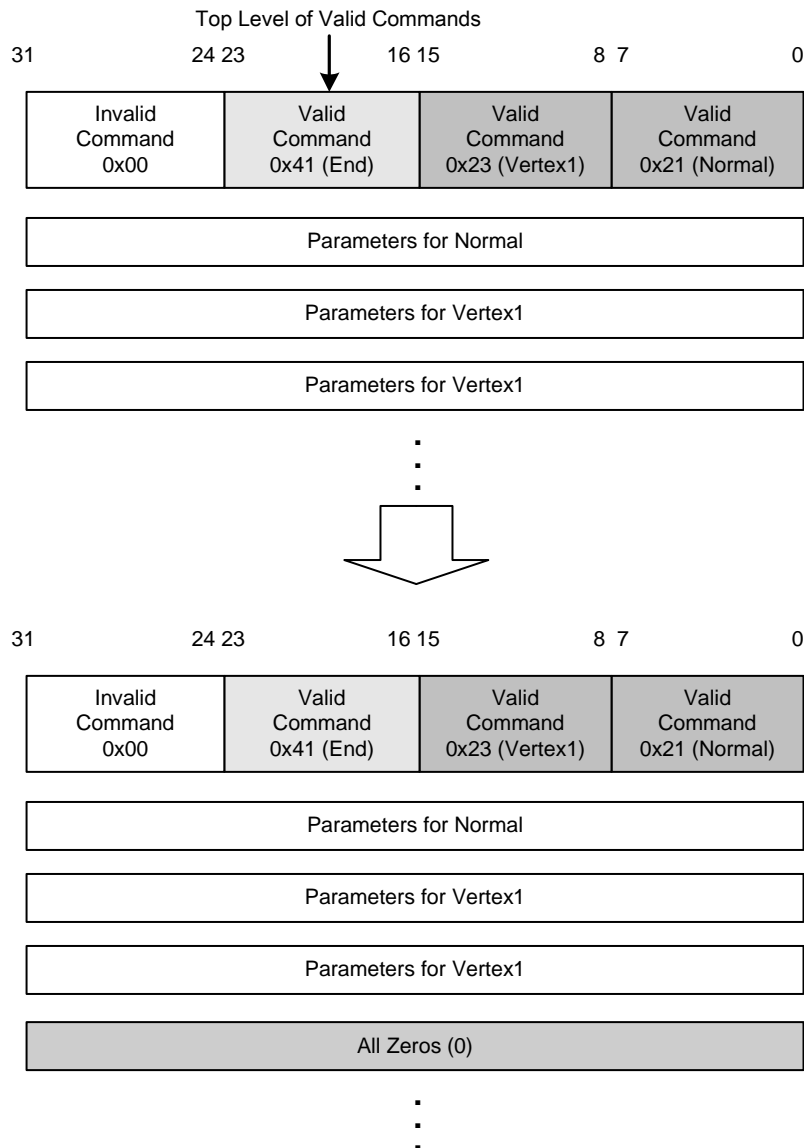 Top Level of Valid Commands
31 24 23 16 15 8 7 0
Invalid Command 0x00 Valid Command 0x41 (End) Valid Command 0x23 (Vertex1) Valid Command 0x21 (Normal)
Parameters for Normal
Parameters for Vertex1
Parameters for Vertex1
31 24 23 16 15 8 7 0
Invalid Command 0x00 Valid Command 0x41 (End) Valid Command 0x23 (Vertex1) Valid Command 0x21 (Normal)
Parameters for Normal
Parameters for Vertex1
Parameters for Vertex1
All Zeros (0)